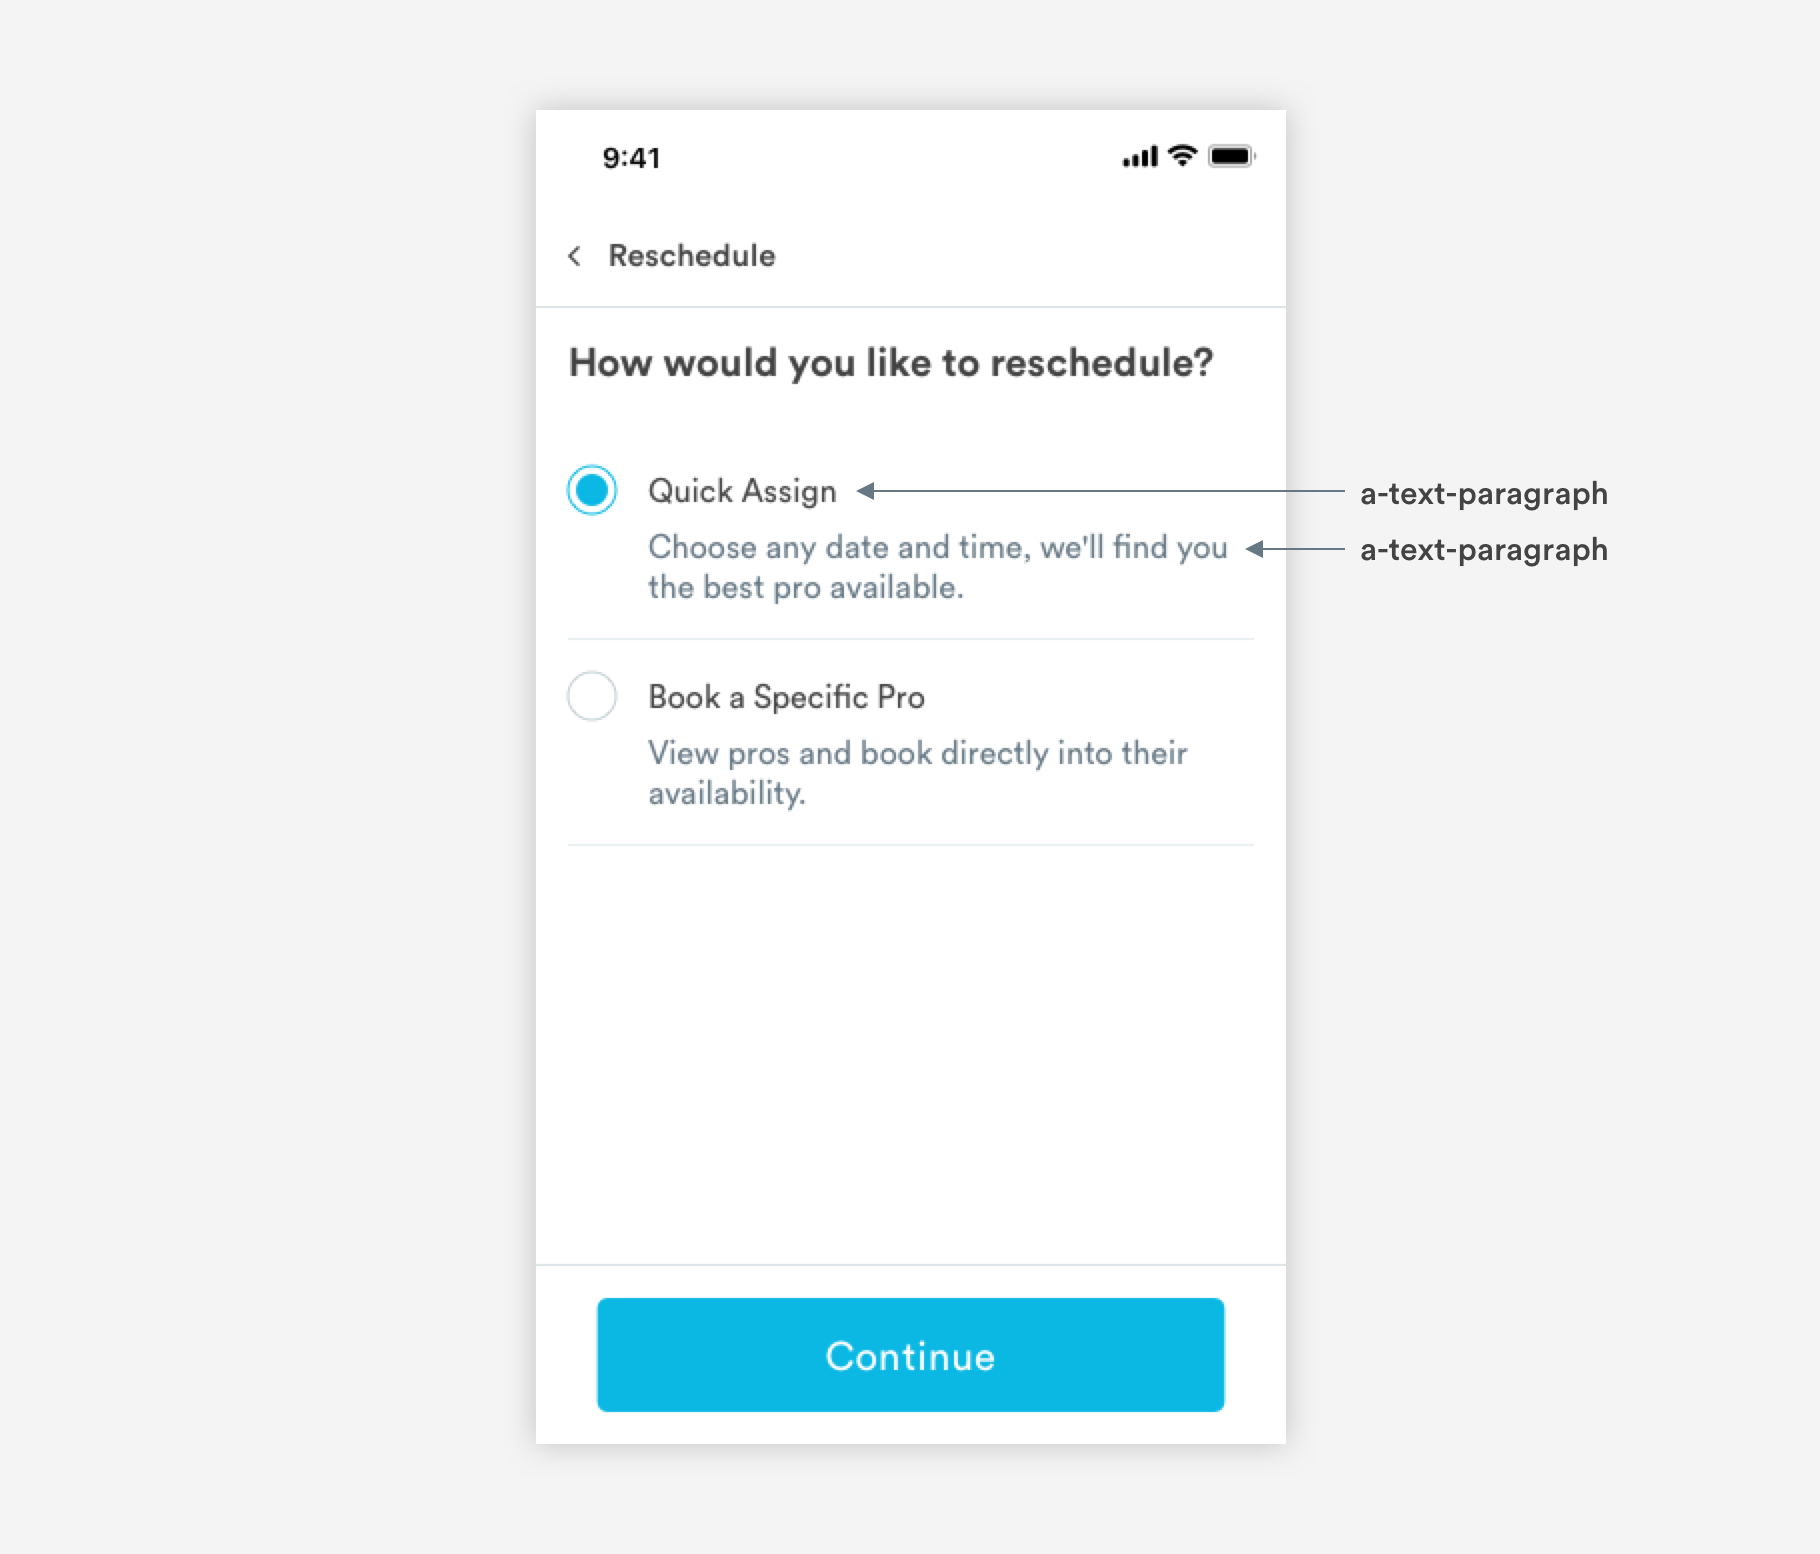 9:41
Reschedule
How would you like to reschedule?
Quick Assign
a-text-paragraph
Choose any date and time, we'll find you
the best pro available.
a-text-paragraph
Book a Specific Pro
View pros and book directly into their
availability.
Continue